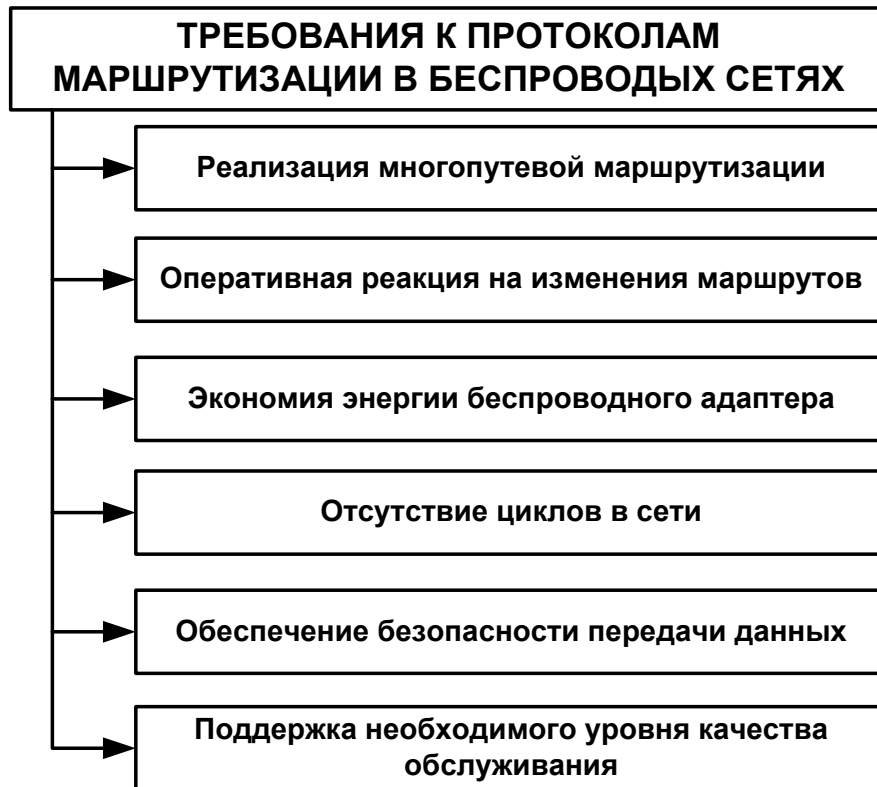 ТРЕБОВАНИЯ К ПРОТОКОЛАМ
МАРШРУТИЗАЦИИ В БЕСПРОВОДЫХ СЕТЯХ
Реализация многопутевой маршрутизации
Оперативная реакция на изменения маршрутов
Экономия энергии беспроводного адаптера
Отсутствие циклов в сети
Обеспечение безопасности передачи данных
Поддержка необходимого уровня качества
обслуживания